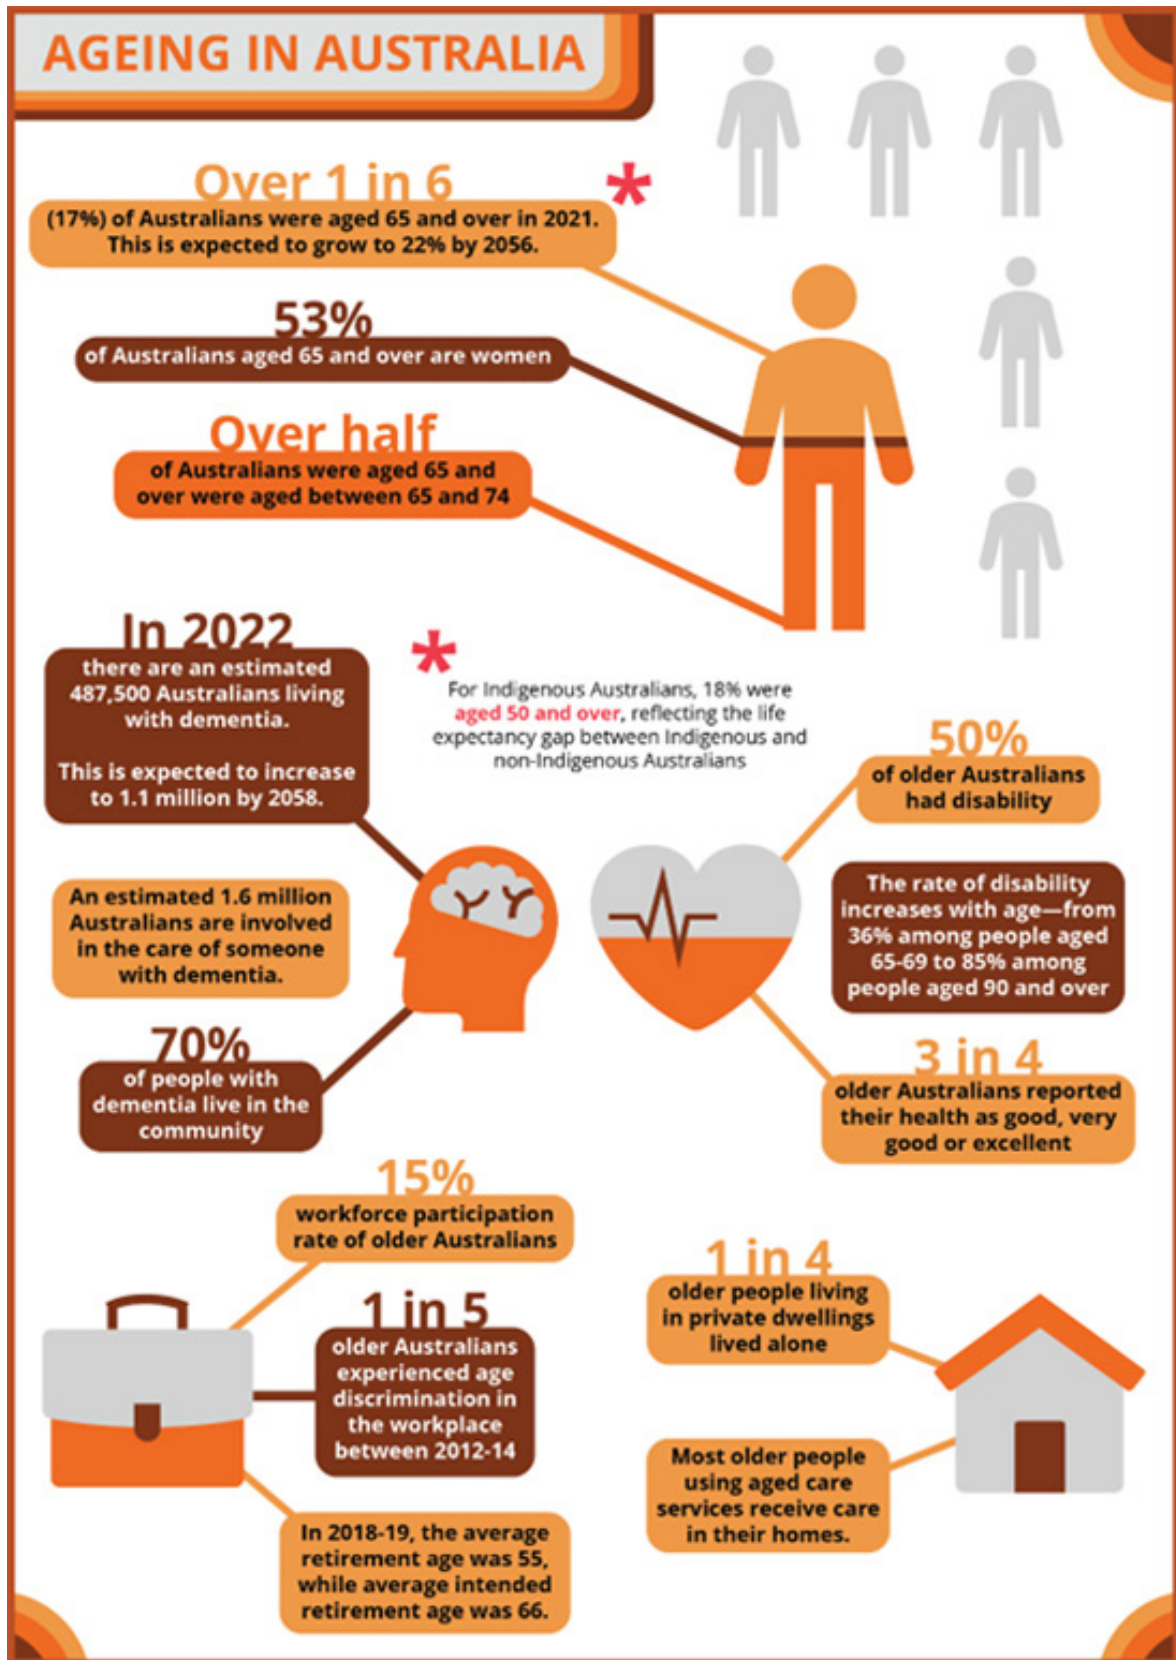 AGEING IN AUSTRALIA
Over 1 in 6
*
(17%) of Australians were aged 65 and over in 2021.
This is expected to grow to 22% by 2056.
53%
of Australians aged 65 and over are women
Over half
of Australians were aged 65 and
over were aged between 65 and 74
In 2022
there are an estimated
487,500 Australians living
with dementia.
This is expected to increase
to 1.1 million by 2058.
*
For Indigenous Australians, 18% were
aged 50 and over, reflecting the life
expectancy gap between Indigenous and
non-Indigenous Australians
50%
of older Australians
had disability
An estimated 1.6 million
Australians are involved
in the care of someone
with dementia.
The rate of disability
increases with age—from
36% among people aged
65-69 to 85% among
people aged 90 and over
70%
of people with
dementia live in the
community
3 in 4
older Australians reported
their health as good, very
good or excellent
15%
workforce participation
rate of older Australians
1 in 5
older Australians
experienced age
discrimination in
the workplace
between 2012-14
In 2018-19, the average
retirement age was 55,
while average intended
retirement age was 66.
1 in 4
older people living
in private dwellings
lived alone
Most older people
using aged care
services receive care
in their homes.